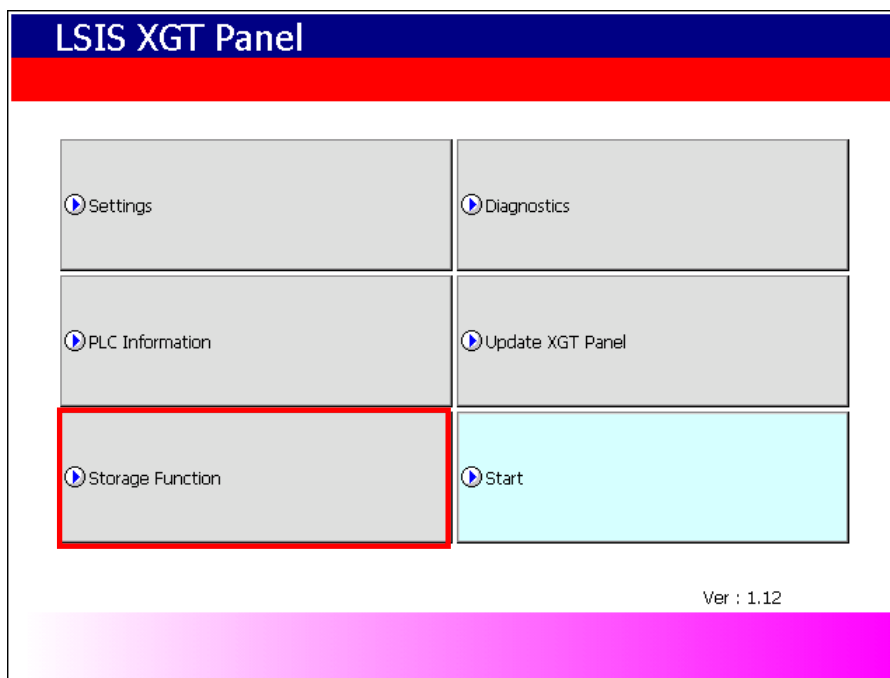 LSIS XGT Panel
Settings
Diagnostics
PLC Information
Update XGT Panel
Storage Function
Start
Ver : 1.12